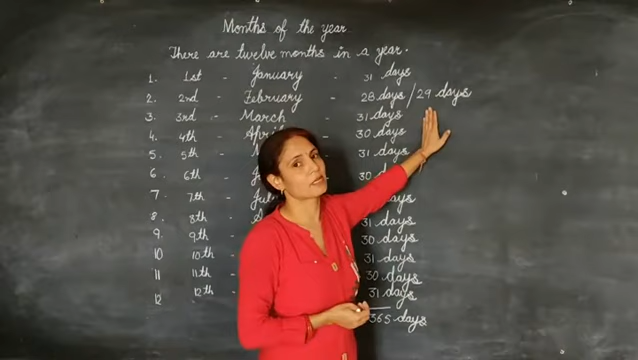 Months of the year
There are twelve months in a year.
1. 1st - January - 31 days
2. 2nd - February - 28 days / 29 days
3. 3rd - March - 31 days
4. 4th - April - 30 days
5. 5th - 31 days
6. 6th - 30 days
7. 7th - days
8. 8th - 31 days
9. 9th - 30 days
10 10th - 31 days
11 11th - 30 days
12 12th - 31 days
365 days